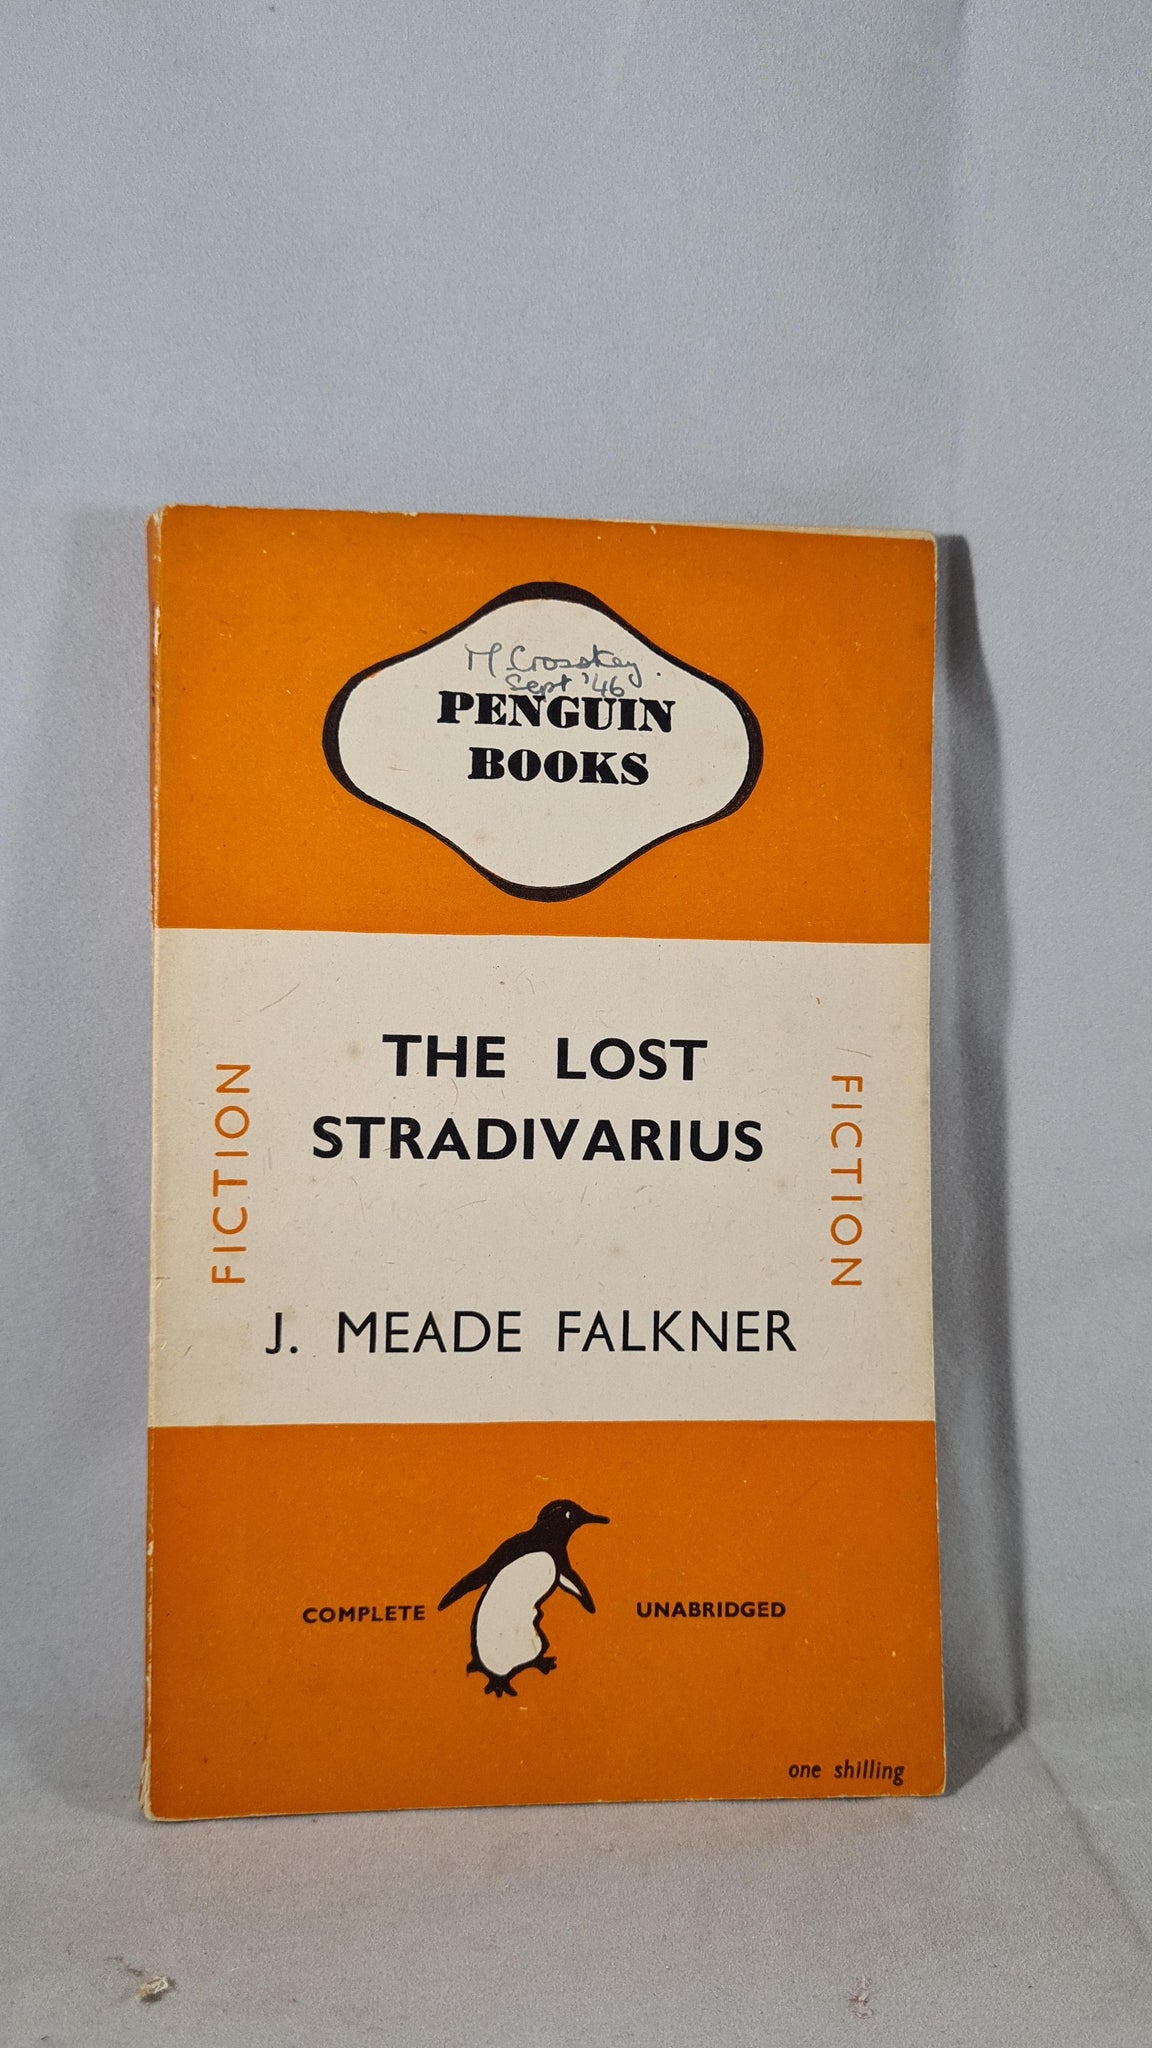 M Crosskey.
Sept '46
PENGUIN
BOOKS
THE LOST
STRADIVARIUS
FICTION
FICTION
J. MEADE FALKNER
COMPLETE
UNABRIDGED
one shilling